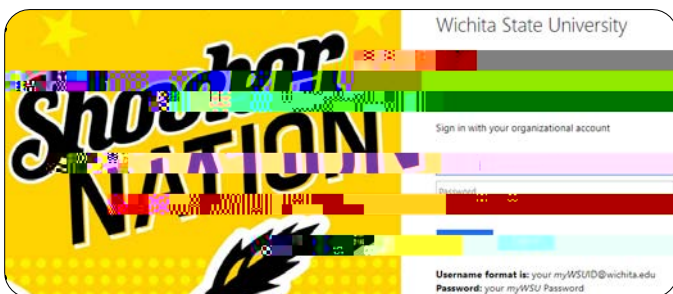 Wichita State University
Shocker
NATION
Sign in with your organizational account
Password
Username format is: your myWSUID@wichita.edu
Password: your myWSU Password